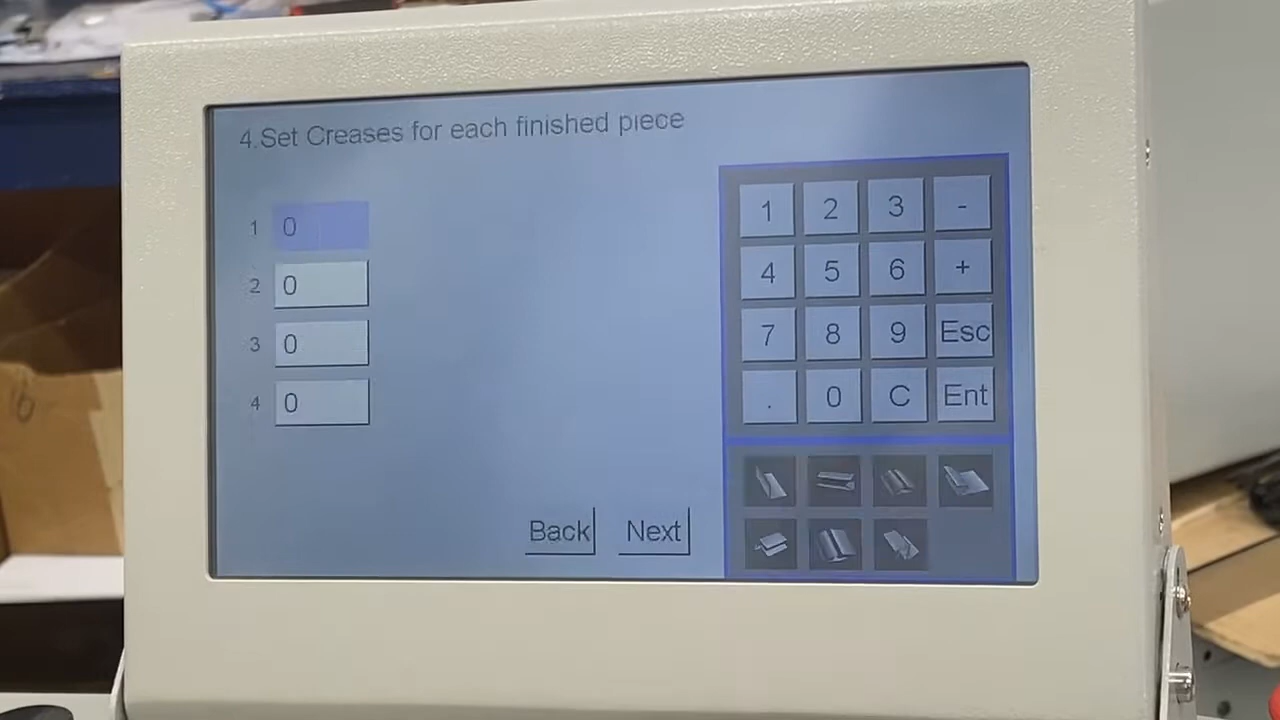 4.Set Creases for each finished piece
1 0
2 0
3 0
4 0
Back Next
1 2 3 -
4 5 6 +
7 8 9 Esc
. 0 C Ent